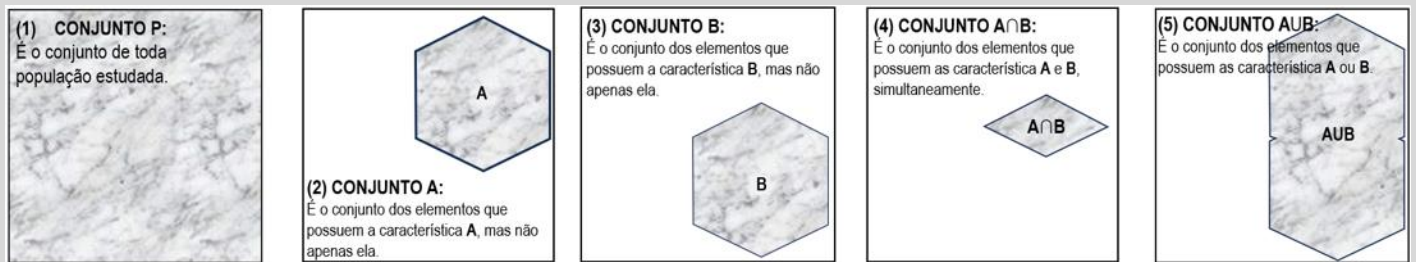 (1) CONJUNTO P:
É o conjunto de toda
população estudada.
A
(2) CONJUNTO A:
É o conjunto dos elementos que
possuem a característica A, mas não
apenas ela.
(3) CONJUNTO B:
É o conjunto dos elementos que
possuem a característica B, mas não
apenas ela.
B
(4) CONJUNTO A∩B:
É o conjunto dos elementos que
possuem as característica A e B,
simultaneamente.
A∩B
(5) CONJUNTO AUB:
É o conjunto dos elementos que
possuem as característica A ou B.
AUB